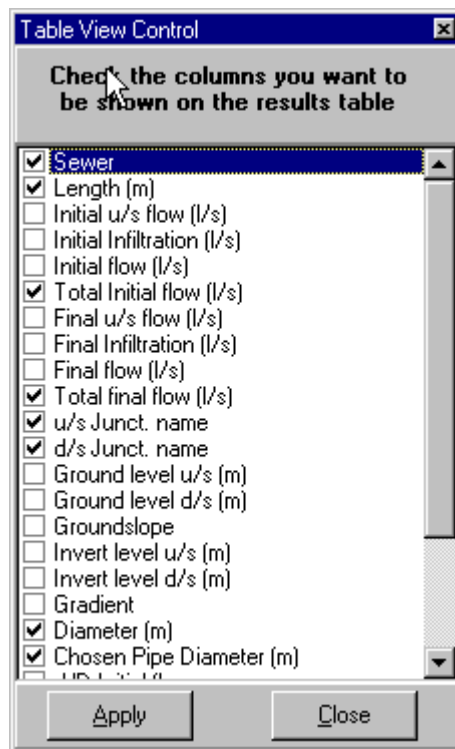 Table View Control
Check the columns you want to
be shown on the results table
Sewer
Length (m)
Initial u/s flow (l/s)
Initial Infiltration (l/s)
Initial flow (l/s)
Total Initial flow (l/s)
Final u/s flow (l/s)
Final Infiltration (l/s)
Final flow (l/s)
Total final flow (l/s)
u/s Junct. name
d/s Junct. name
Ground level u/s (m)
Ground level d/s (m)
Groundslope
Invert level u/s (m)
Invert level d/s (m)
Gradient
Diameter (m)
Chosen Pipe Diameter (m)
Apply
Close